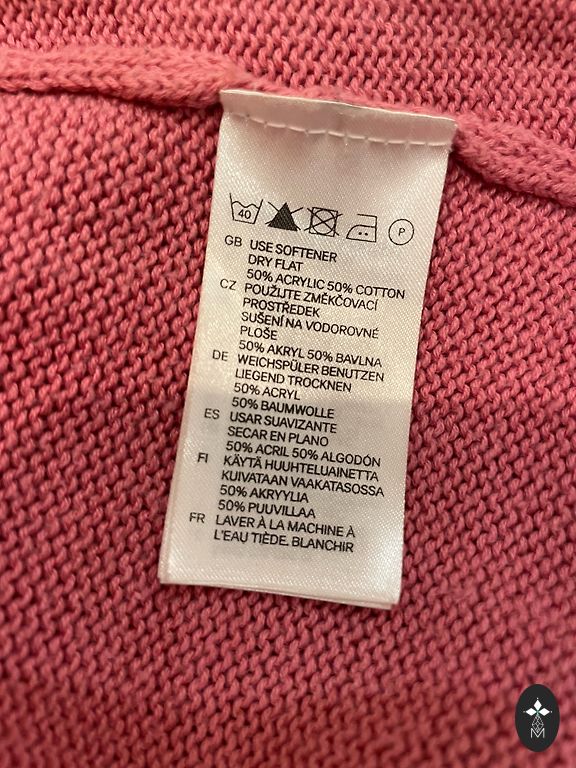 40 P
GB USE SOFTENER
DRY FLAT
50% ACRYLIC 50% COTTON
CZ POUŽIJTE ZMĚKČOVACÍ
PROSTŘEDEK
SUŠENÍ NA VODOROVNÉ
PLOŠE
50% AKRYL 50% BAVLNA
DE WEICHSPÜLER BENUTZEN
LIEGEND TROCKNEN
50% ACRYL
50% BAUMWOLLE
ES USAR SUAVIZANTE
SECAR EN PLANO
50% ACRIL 50% ALGODÓN
FI KÄYTÄ HUUHTELUAINETTA
KUIVATAAN VAAKATASOSSA
50% AKRYYLIA
50% PUUVILLAA
FR LAVER À LA MACHINE À
L'EAU TIÈDE. BLANCHIR
M